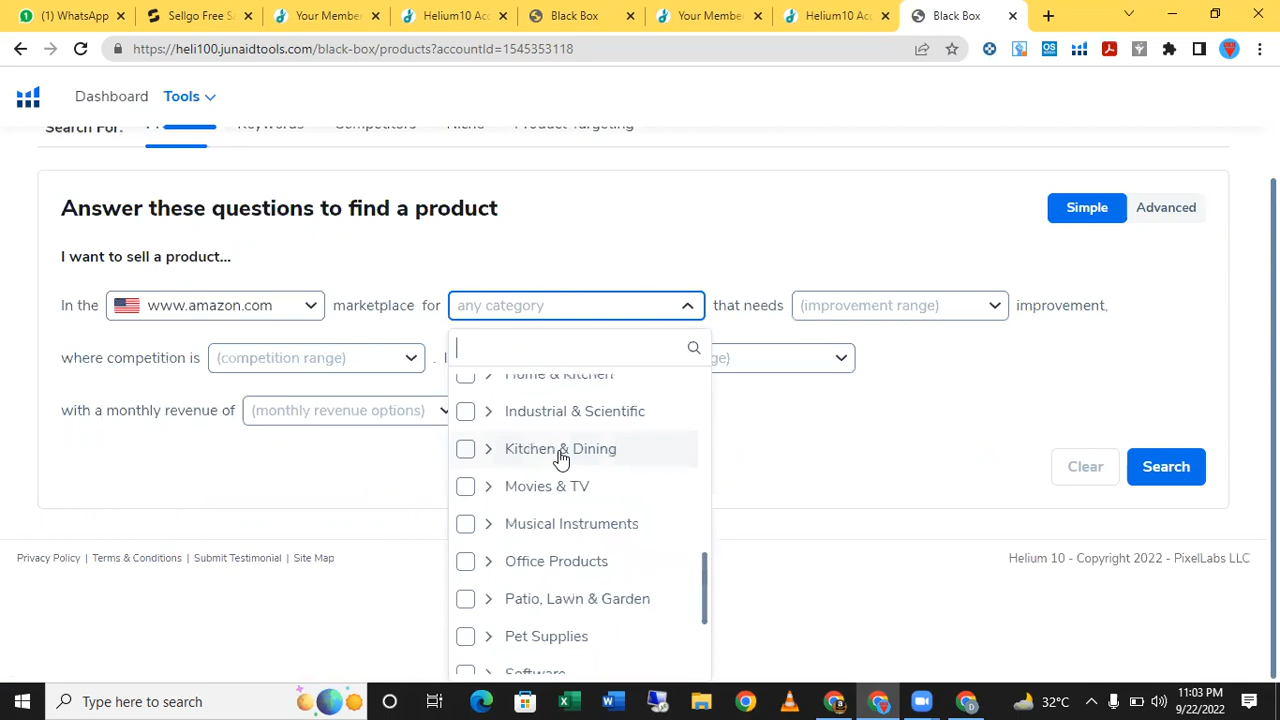 (1) WhatsApp
Sellgo Free Sa
Your Member
Helium10 Acc
Black Box
Your Member
Helium10 Acc
Black Box
https://heli100.junaidtools.com/black-box/products?accountId=1545353118
Dashboard
Tools
Search For:
Keywords
Competitors
Niche
Product Targeting
Answer these questions to find a product
Simple
Advanced
I want to sell a product...
In the
www.amazon.com
marketplace for
any category
that needs
(improvement range)
improvement,
where competition is
(competition range)
.
with a monthly revenue of
(monthly revenue options)
Home & Kitchen
Industrial & Scientific
Kitchen & Dining
Movies & TV
Musical Instruments
Office Products
Patio, Lawn & Garden
Pet Supplies
Software
Clear
Search
Privacy Policy | Terms & Conditions | Submit Testimonial | Site Map
Helium 10 - Copyright 2022 - PixelLabs LLC
Type here to search
32°C
11:03 PM
9/22/2022